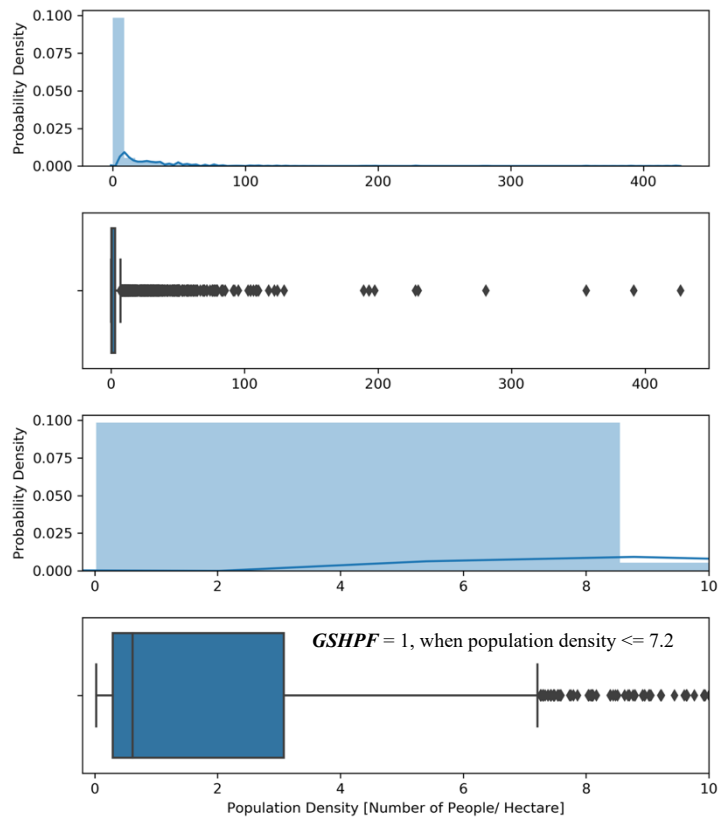 Probability Density
0.100
0.075
0.050
0.025
0.000
0 100 200 300 400
0 100 200 300 400
Probability Density
0.100
0.075
0.050
0.025
0.000
0 2 4 6 8 10
GSHPF = 1, when population density <= 7.2
0 2 4 6 8 10
Population Density [Number of People/ Hectare]